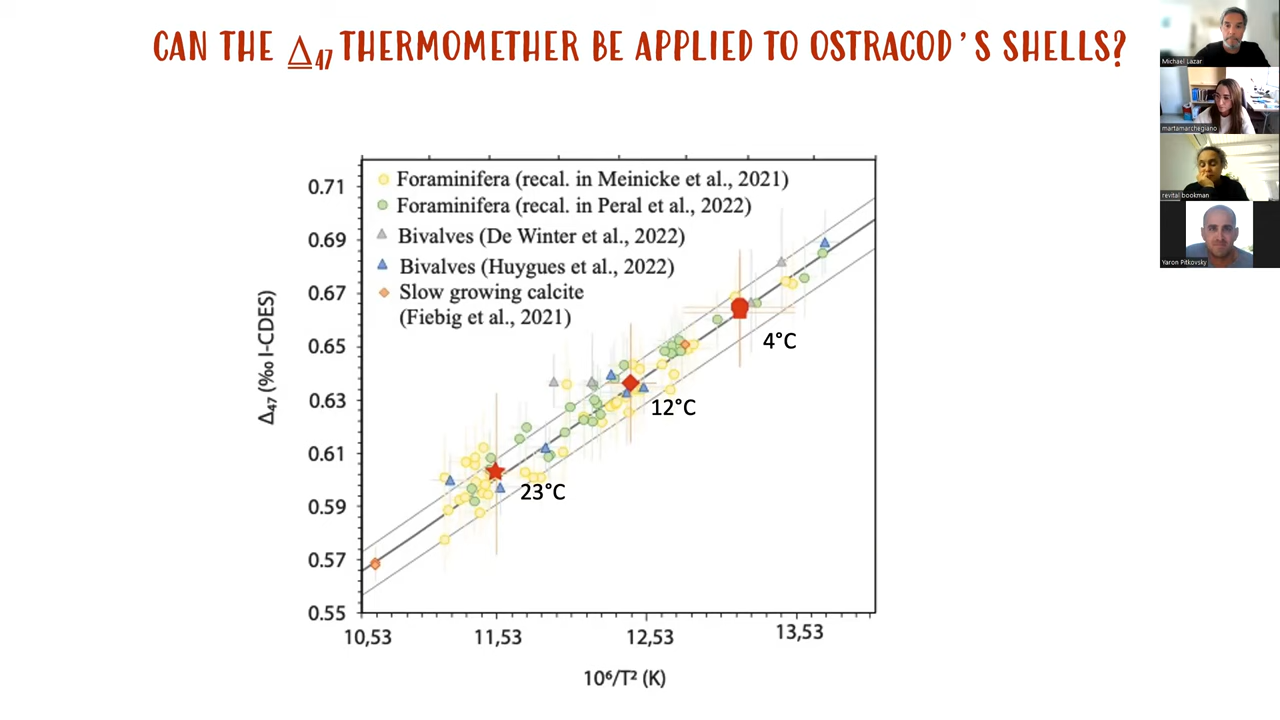 CAN THE Δ47 THERMOMETHER BE APPLIED TO OSTRACOD'S SHELLS?
Michael Lazar
martamarchegiano
revital bookman
Yaron Pitkovsky
Foraminifera (recal. in Meinicke et al., 2021)
Foraminifera (recal. in Peral et al., 2022)
Bivalves (De Winter et al., 2022)
Bivalves (Huygues et al., 2022)
Slow growing calcite
(Fiebig et al., 2021)
0.71
0.69
0.67
0.65
0.63
0.61
0.59
0.57
0.55
Δ47 (‰ I-CDES)
4°C
12°C
23°C
10,53
11,53
12,53
13,53
10⁶/T² (K)